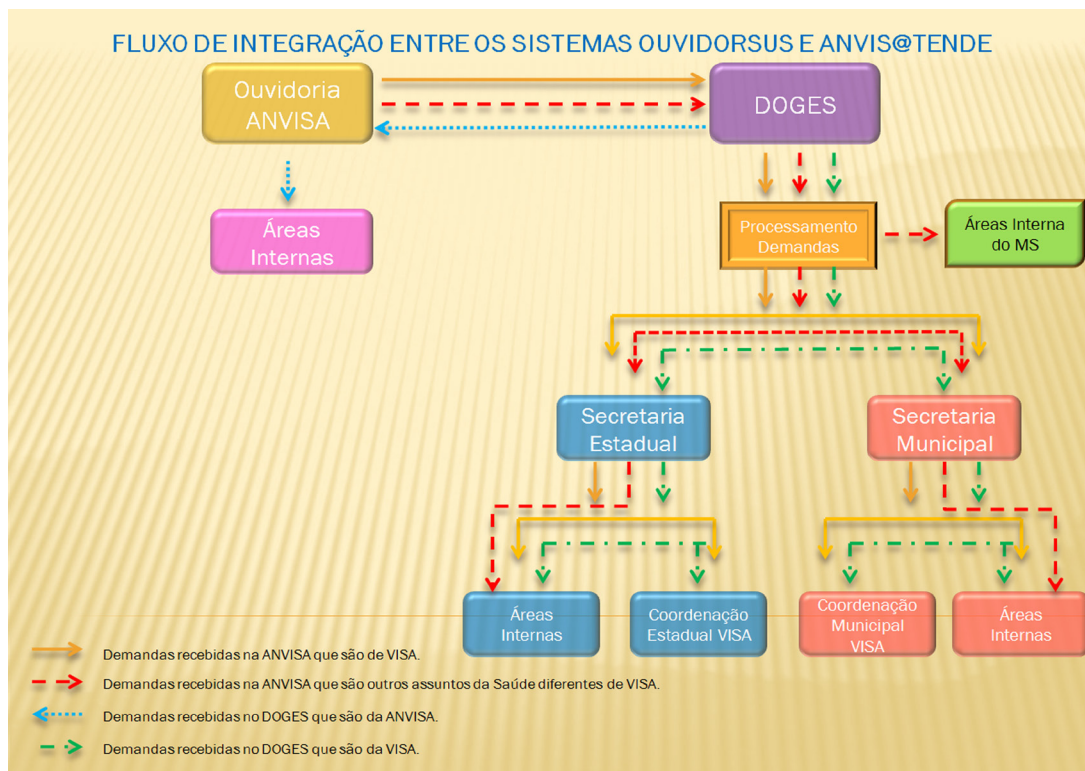 FLUXO DE INTEGRAÇÃO ENTRE OS SISTEMAS OUVIDORSUS E ANVIS@TENDE
Ouvidoria
ANVISA
DOGES
Áreas
Internas
Processamento
Demandas
Áreas Interna
do MS
Secretaria
Estadual
Secretaria
Municipal
Áreas
Internas
Coordenação
Estadual VISA
Coordenação
Municipal
VISA
Áreas
Internas
Demandas recebidas na ANVISA que são de VISA.
Demandas recebidas na ANVISA que são outros assuntos da Saúde diferentes de VISA.
Demandas recebidas no DOGES que são da ANVISA.
Demandas recebidas no DOGES que são da VISA.